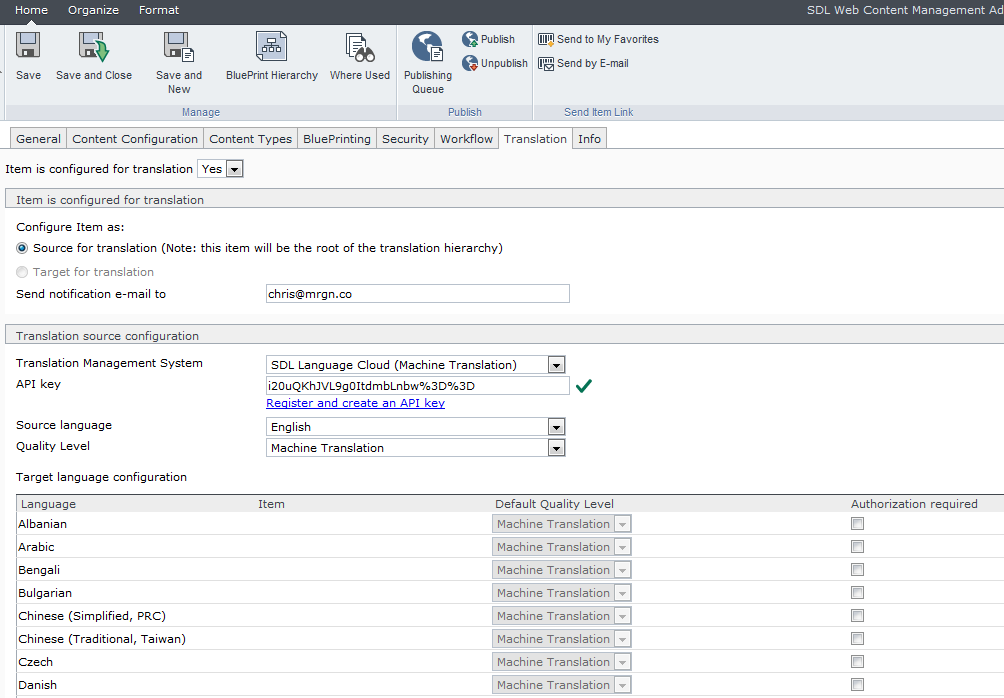 Home Organize Format SDL Web Content Management Ad
Save Save and Close Save and New BluePrint Hierarchy Where Used Publishing Queue Publish Unpublish Send to My Favorites Send by E-mail
Manage Publish Send Item Link
General Content Configuration Content Types BluePrinting Security Workflow Translation Info
Item is configured for translation Yes
Item is configured for translation
Configure Item as:
Source for translation (Note: this item will be the root of the translation hierarchy)
Target for translation
Send notification e-mail to chris@mrgn.co
Translation source configuration
Translation Management System SDL Language Cloud (Machine Translation)
API key i20uQKhJVL9g0ItdmbLnbw%3D%3D
Register and create an API key
Source language English
Quality Level Machine Translation
Target language configuration
Language Item Default Quality Level Authorization required
Albanian Machine Translation
Arabic Machine Translation
Bengali Machine Translation
Bulgarian Machine Translation
Chinese (Simplified, PRC) Machine Translation
Chinese (Traditional, Taiwan) Machine Translation
Czech Machine Translation
Danish Machine Translation